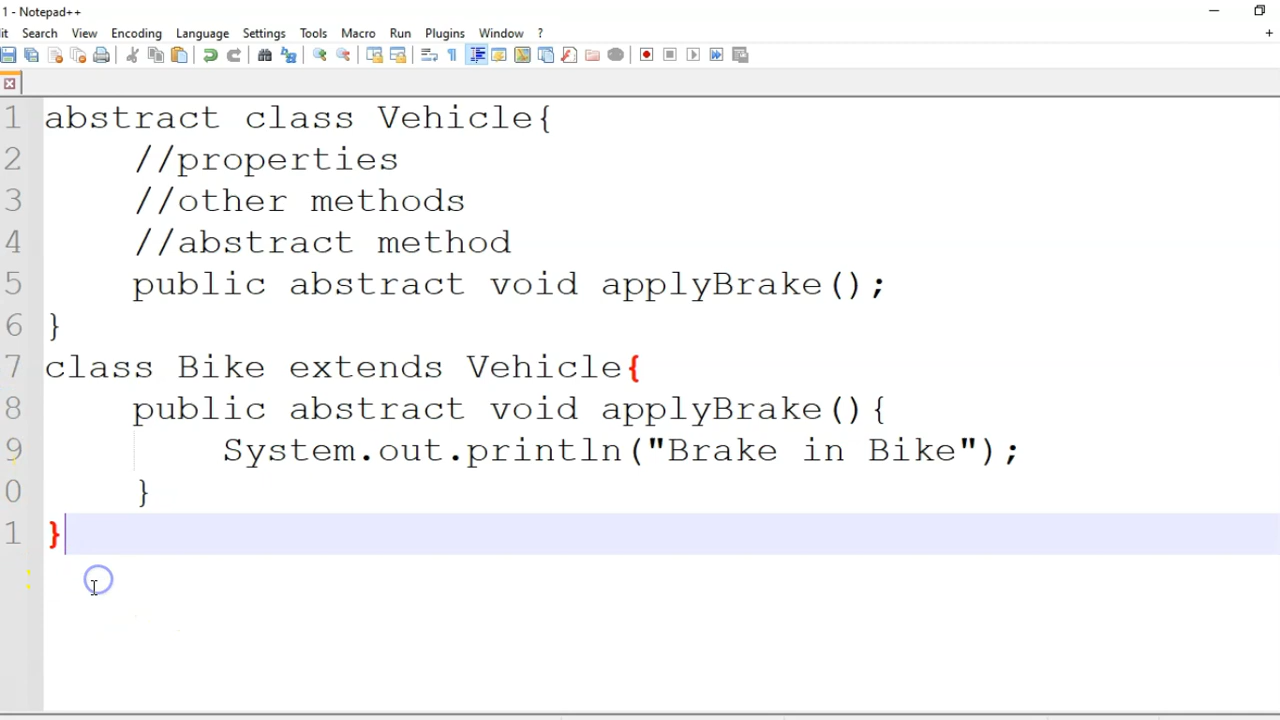 1 - Notepad++
it Search View Encoding Language Settings Tools Macro Run Plugins Window ?
1 abstract class Vehicle{
2 //properties
3 //other methods
4 //abstract method
5 public abstract void applyBrake();
6 }
7 class Bike extends Vehicle{
8 public abstract void applyBrake(){
9 System.out.println("Brake in Bike");
0 }
1 }